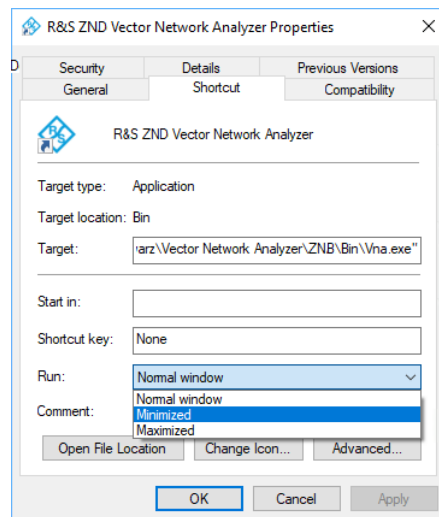 R&S ZND Vector Network Analyzer Properties
D
Security Details Previous Versions
General Shortcut Compatibility
R&S ZND Vector Network Analyzer
Target type: Application
Target location: Bin
Target: arz\Vector Network Analyzer\ZNB\Bin\Vna.exe"
Start in:
Shortcut key: None
Run: Normal window
Normal window
Comment: Minimized
Maximized
Open File Location Change Icon... Advanced...
OK Cancel Apply